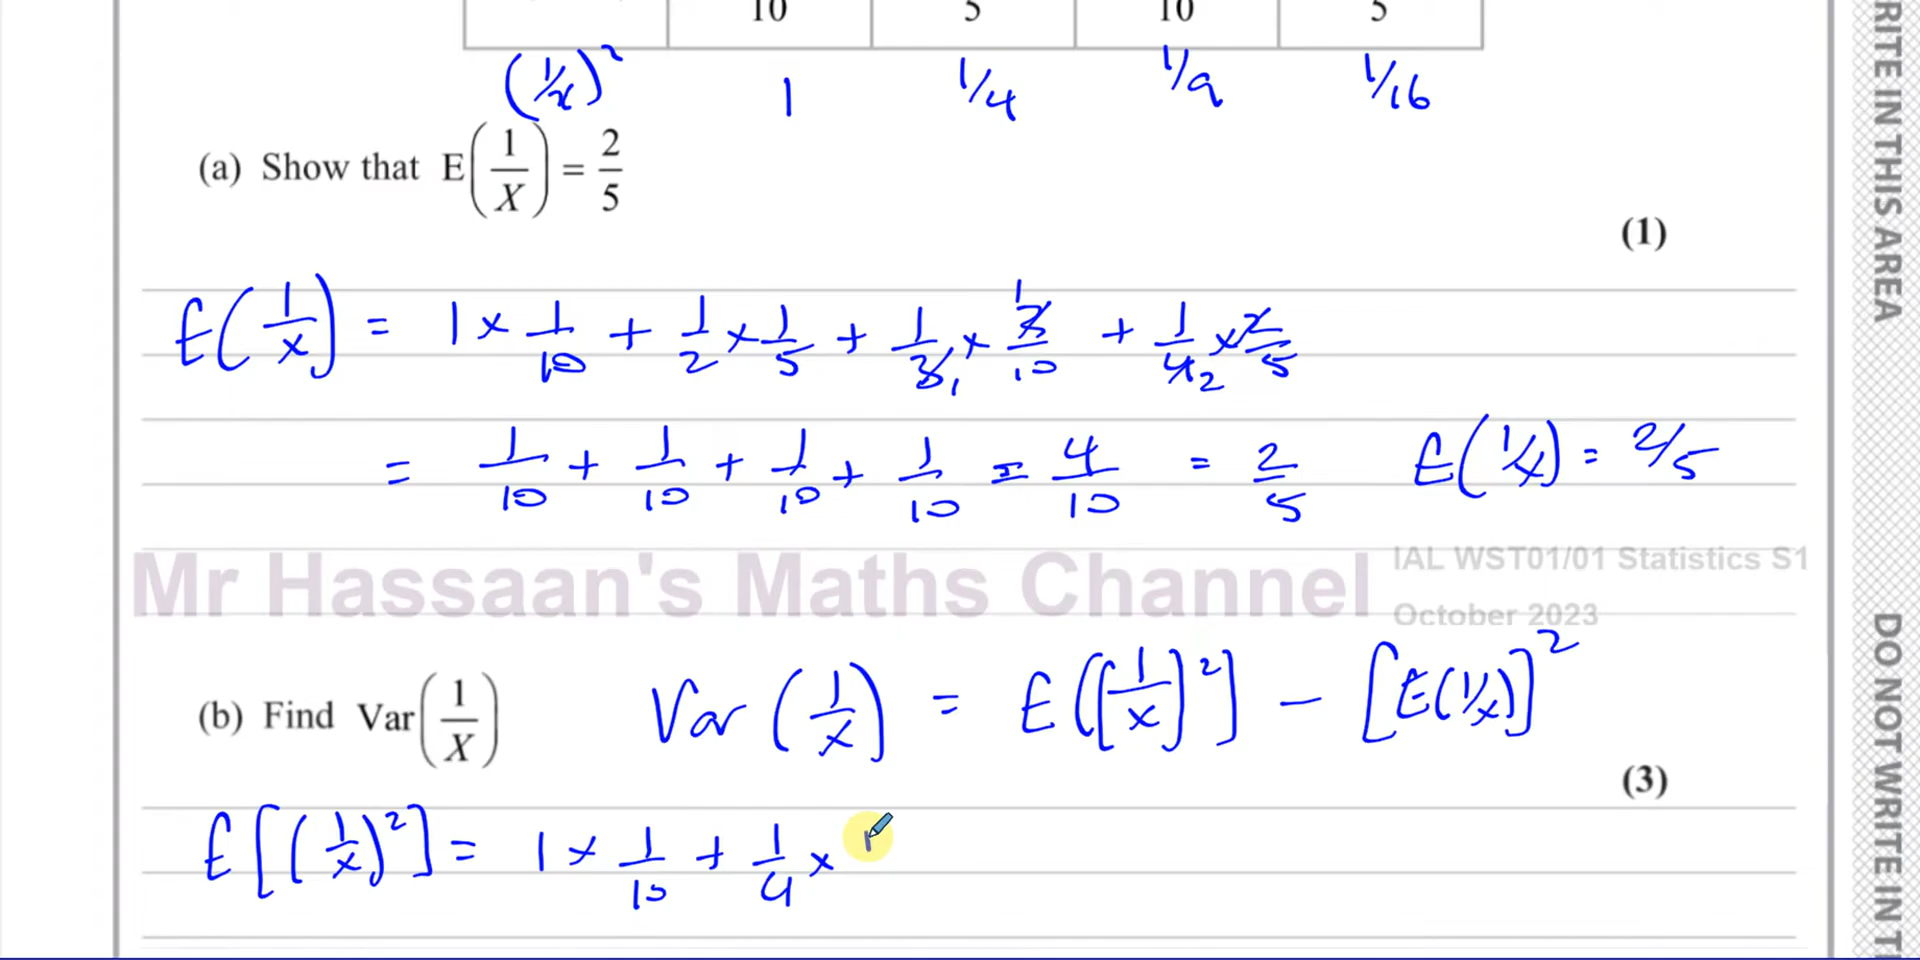 10 5 10 5
(1/x)² 1 1/4 1/9 1/16
(a) Show that E(1/X) = 2/5
(1)
E(1/x) = 1 × 1/10 + 1/2 × 1/5 + 1/3 × 3/10 + 1/4 × 2/5
= 1/10 + 1/10 + 1/10 + 1/10 = 4/10 = 2/5 E(1/x) = 2/5
Mr Hassaan's Maths Channel
IAL WST01/01 Statistics S1
October 2023
(b) Find Var(1/X) Var(1/x) = E([1/x]²] − [E(1/x)]²
(3)
E[(1/x)²] = 1 × 1/10 + 1/4 ×
RITE IN THIS AREA
DO NOT WRITE IN T